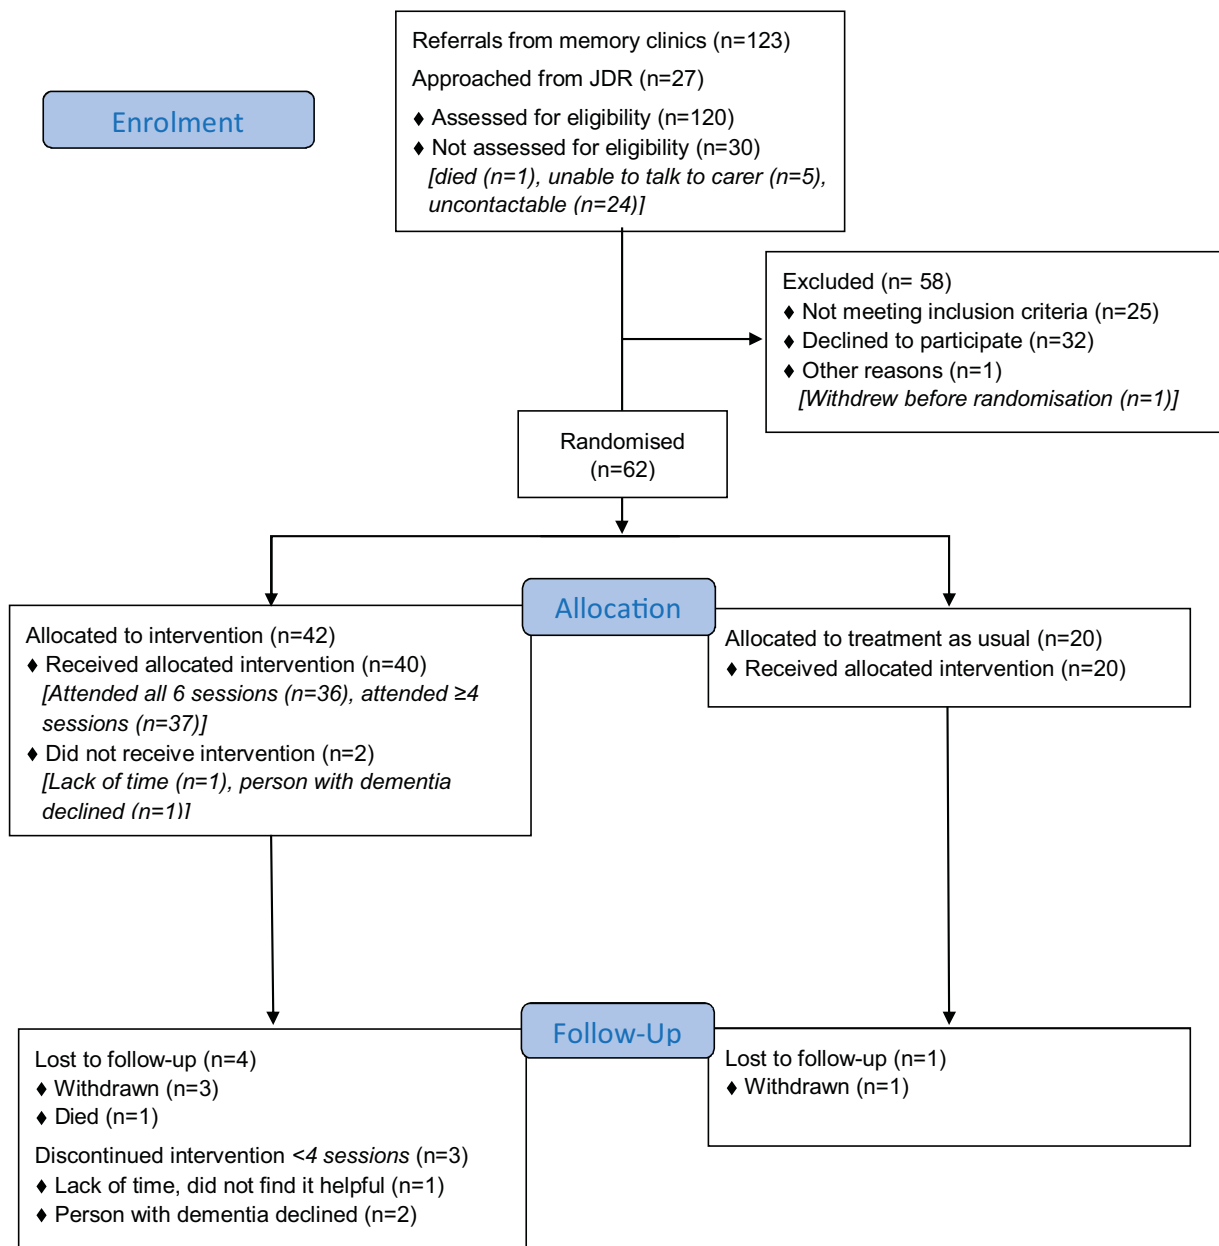 Referrals from memory clinics (n=123)
Approached from JDR (n=27)
♦ Assessed for eligibility (n=120)
♦ Not assessed for eligibility (n=30)
[died (n=1), unable to talk to carer (n=5),
uncontactable (n=24)]
Enrolment
Excluded (n= 58)
♦ Not meeting inclusion criteria (n=25)
♦ Declined to participate (n=32)
♦ Other reasons (n=1)
[Withdrew before randomisation (n=1)]
Randomised
(n=62)
Allocation
Allocated to intervention (n=42)
♦ Received allocated intervention (n=40)
[Attended all 6 sessions (n=36), attended ≥4
sessions (n=37)]
♦ Did not receive intervention (n=2)
[Lack of time (n=1), person with dementia
declined (n=1)]
Allocated to treatment as usual (n=20)
♦ Received allocated intervention (n=20)
Follow-Up
Lost to follow-up (n=4)
♦ Withdrawn (n=3)
♦ Died (n=1)
Discontinued intervention <4 sessions (n=3)
♦ Lack of time, did not find it helpful (n=1)
♦ Person with dementia declined (n=2)
Lost to follow-up (n=1)
♦ Withdrawn (n=1)